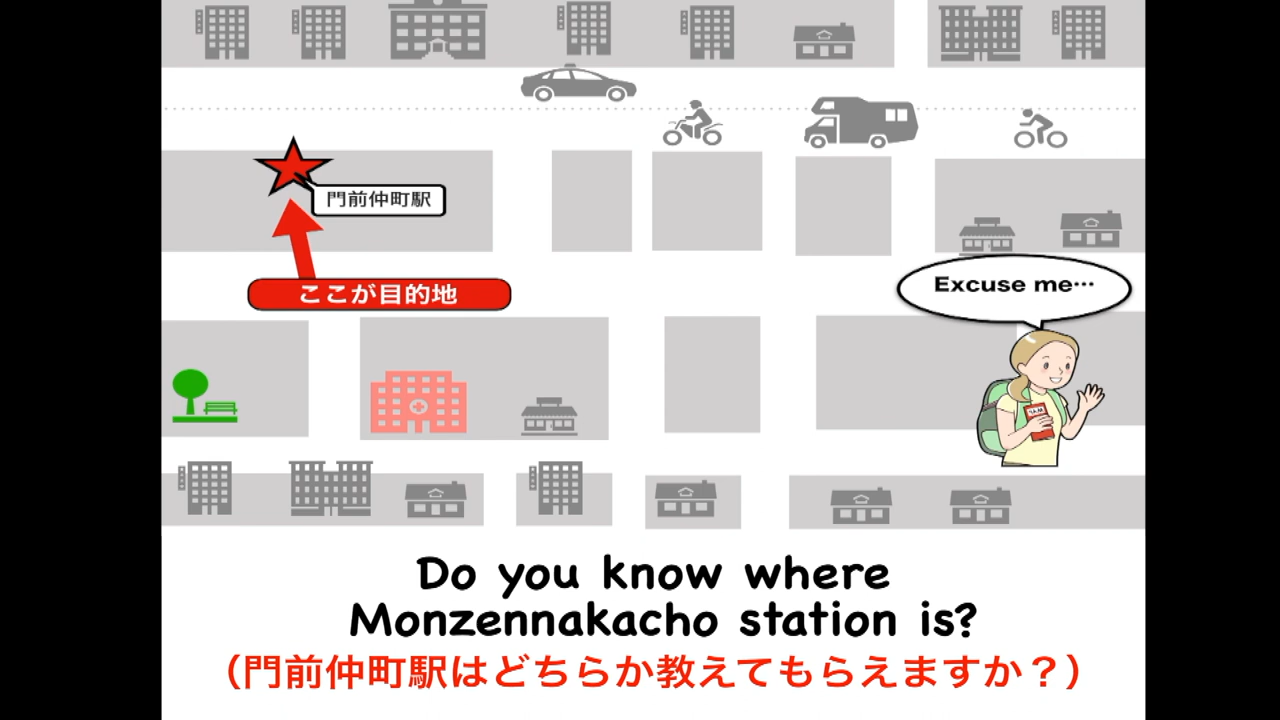 門前仲町駅
ここが目的地
Excuse me…
Do you know where
Monzennakacho station is?
（門前仲町駅はどちらか教えてもらえますか？）